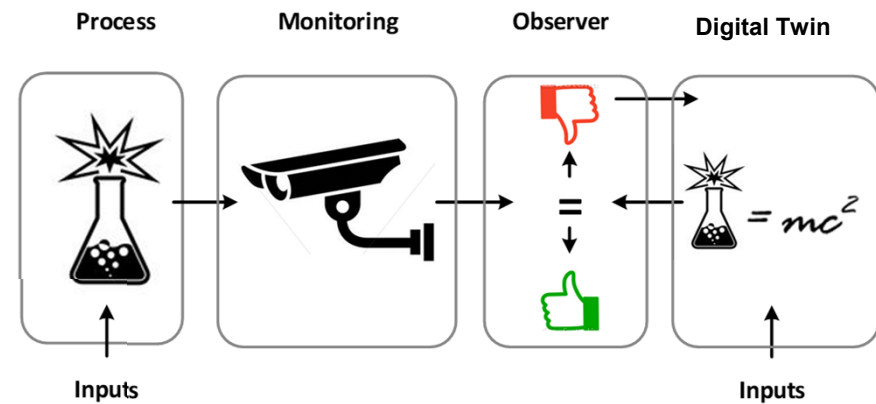 Process
Monitoring
Observer
Digital Twin
=
= mc²
Inputs
Inputs